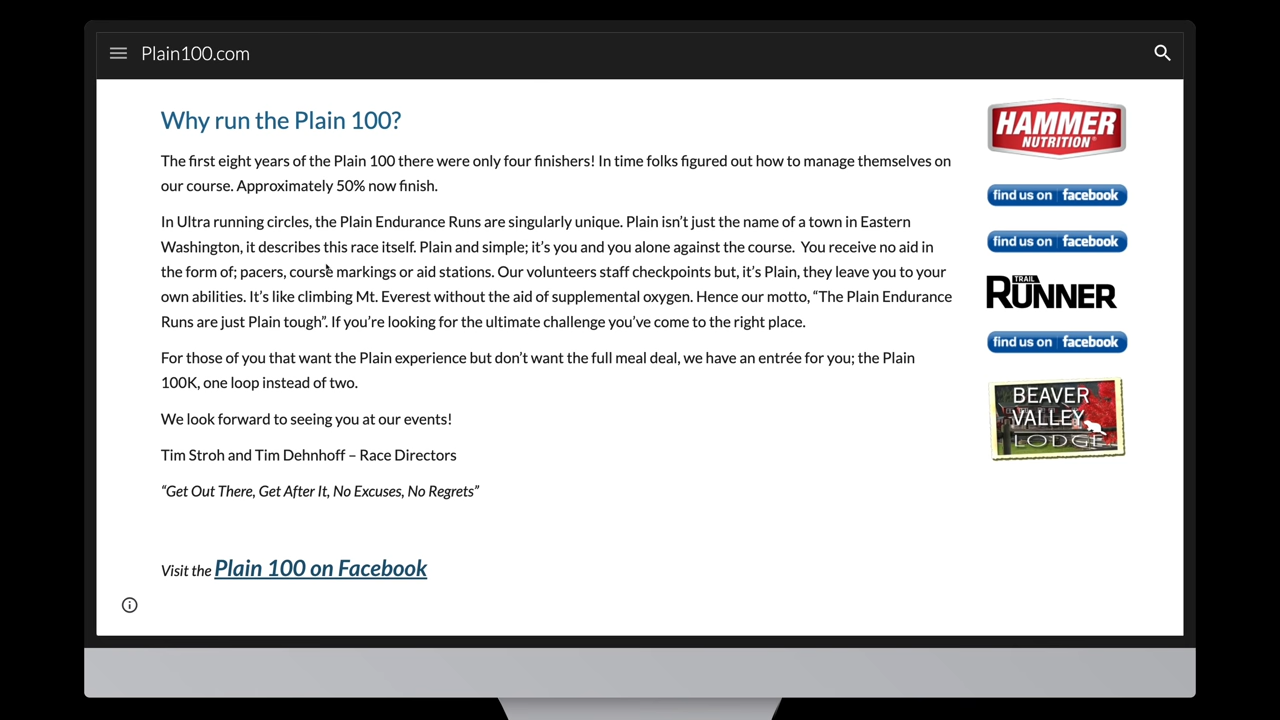 Plain100.com
Why run the Plain 100?
The first eight years of the Plain 100 there were only four finishers! In time folks figured out how to manage themselves on
our course. Approximately 50% now finish.
In Ultra running circles, the Plain Endurance Runs are singularly unique. Plain isn’t just the name of a town in Eastern
Washington, it describes this race itself. Plain and simple; it’s you and you alone against the course.  You receive no aid in
the form of; pacers, course markings or aid stations. Our volunteers staff checkpoints but, it’s Plain, they leave you to your
own abilities. It’s like climbing Mt. Everest without the aid of supplemental oxygen. Hence our motto, “The Plain Endurance
Runs are just Plain tough”. If you’re looking for the ultimate challenge you’ve come to the right place.
For those of you that want the Plain experience but don’t want the full meal deal, we have an entrée for you; the Plain
100K, one loop instead of two.
We look forward to seeing you at our events!
Tim Stroh and Tim Dehnhoff – Race Directors
“Get Out There, Get After It, No Excuses, No Regrets”
Visit the Plain 100 on Facebook
HAMMER
NUTRITION®
find us on facebook
find us on facebook
TRAIL
RUNNER
find us on facebook
BEAVER
VALLEY
LODGE